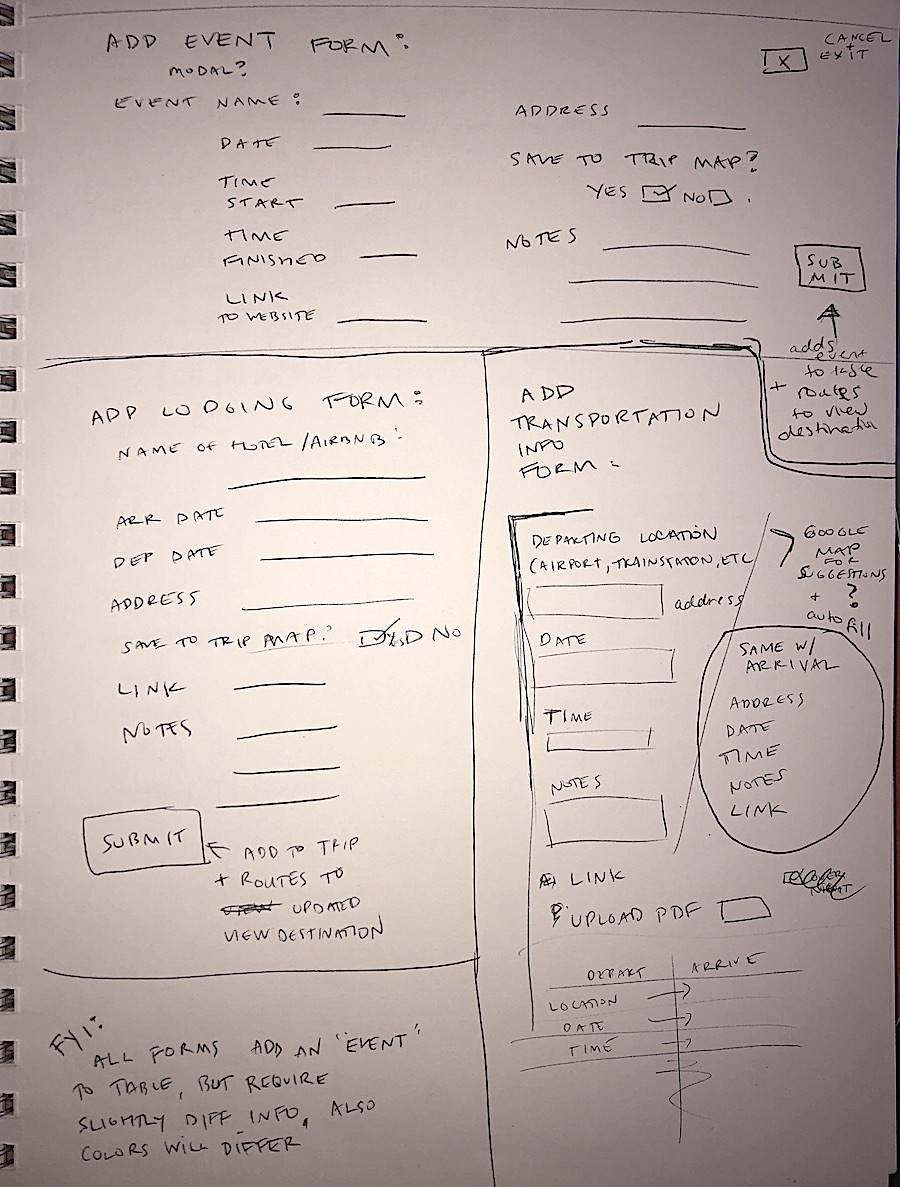 ADD EVENT FORM:
MODAL?
X
CANCEL
+
EXIT
EVENT NAME:
DATE
TIME
START
TIME
FINISHED
LINK
TO WEBSITE
ADDRESS
SAVE TO TRIP MAP?
YES NO .
NOTES
SUB
MIT
adds
event
to table
+ routes
to view
destination
ADD LODGING FORM:
NAME OF HOTEL/AIRBNB:
ARR DATE
DEP DATE
ADDRESS
SAVE TO TRIP MAP? Yes NO
LINK
NOTES
SUBMIT
ADD TO TRIP
+ ROUTES TO
VIEW UPDATED
VIEW DESTINATION
FYI:
ALL FORMS ADD AN "EVENT"
TO TABLE, BUT REQUIRE
SLIGHTLY DIFF INFO, ALSO
COLORS WILL DIFFER
ADD
TRANSPORTATION
INFO
FORM:
DEPARTING LOCATION
(AIRPORT, TRAINSTATION, ETC
address
DATE
TIME
NOTES
LINK
UPLOAD PDF
GOOGLE
MAP
FOR
SUGGESTIONS
+ ?
auto fill
SAME W/
ARRIVAL
ADDRESS
DATE
TIME
NOTES
LINK
DEPART ARRIVE
LOCATION →
DATE →
TIME →